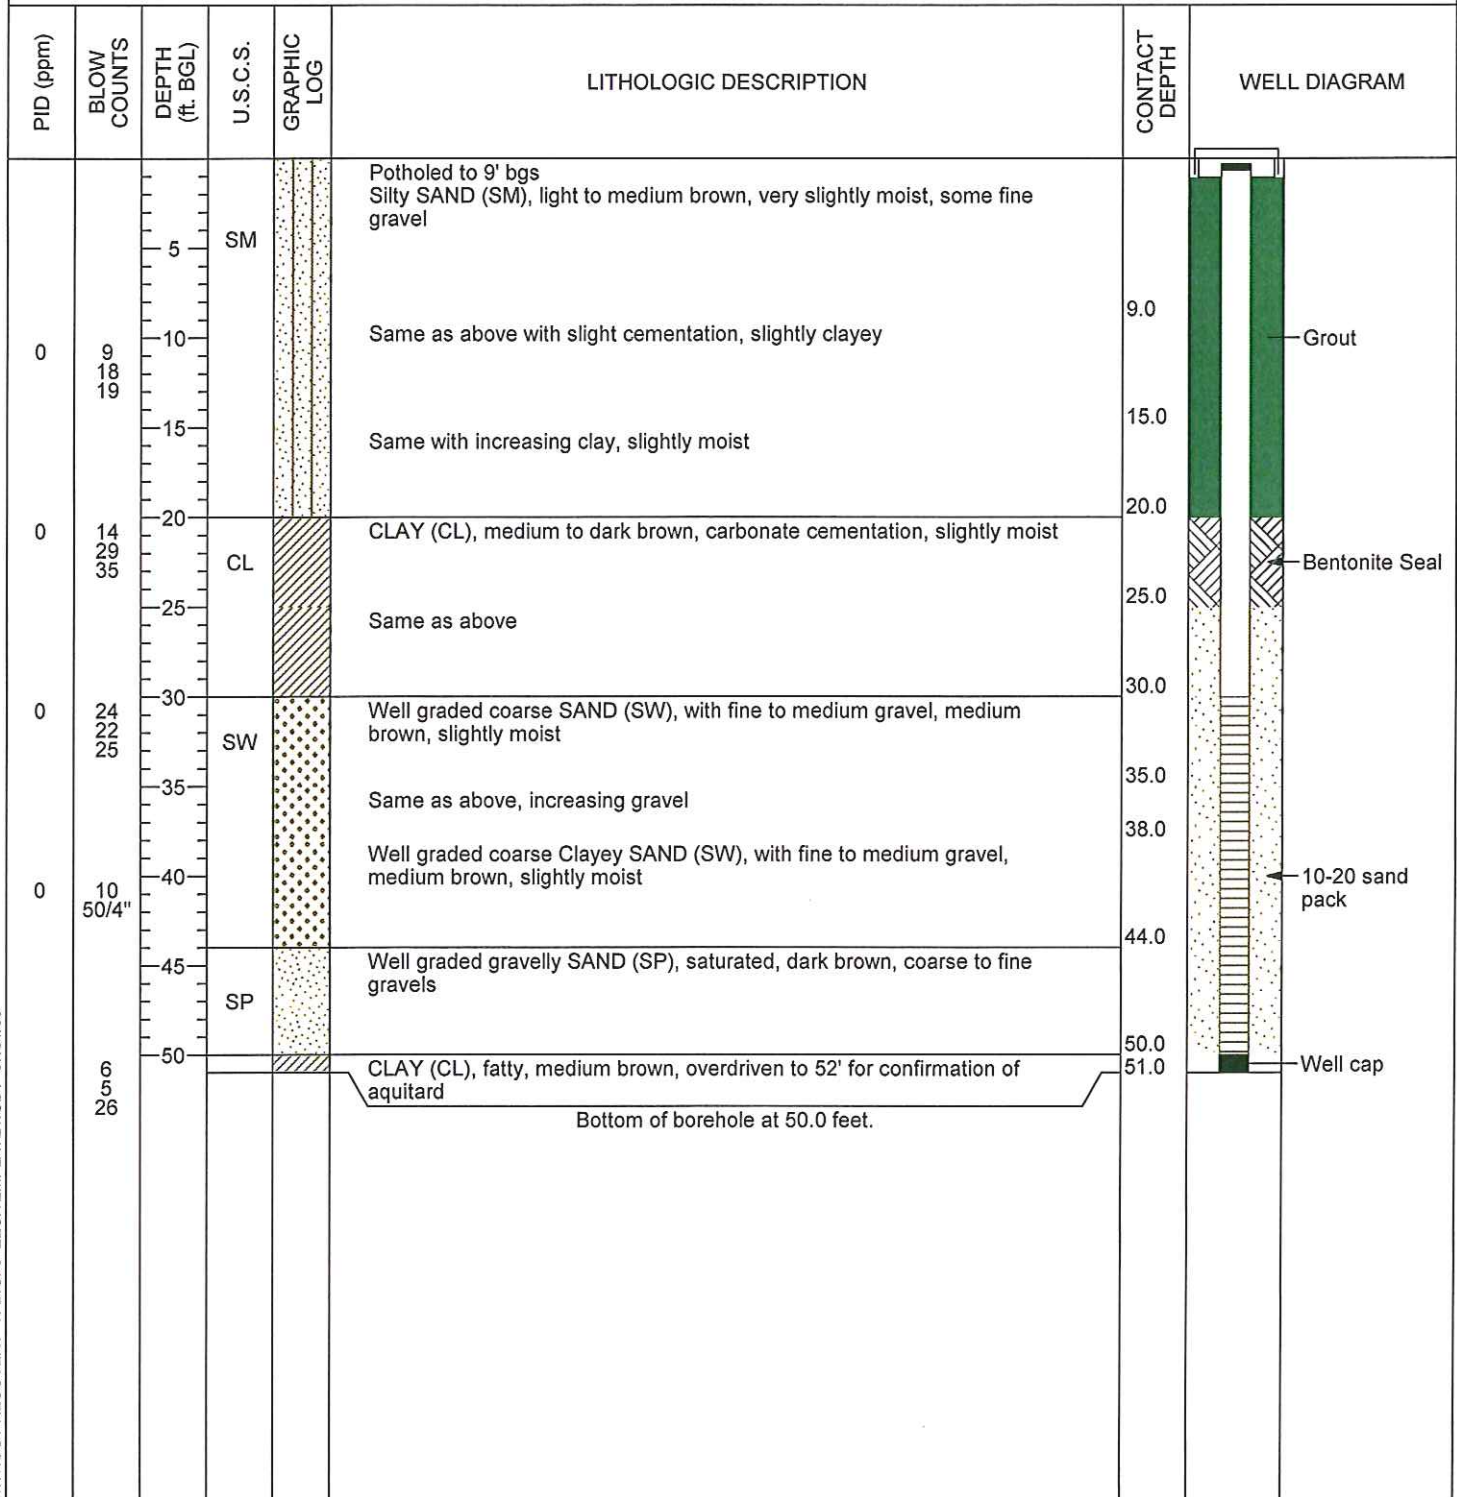 PID (ppm)
BLOW
COUNTS
DEPTH
(ft. BGL)
U.S.C.S.
GRAPHIC
LOG
LITHOLOGIC DESCRIPTION
CONTACT
DEPTH
WELL DIAGRAM
Potholed to 9' bgs
Silty SAND (SM), light to medium brown, very slightly moist, some fine
gravel
SM
5
9.0
10
Same as above with slight cementation, slightly clayey
Grout
0
9
18
19
15.0
15
Same with increasing clay, slightly moist
20.0
20
0
14
29
35
CL
CLAY (CL), medium to dark brown, carbonate cementation, slightly moist
Bentonite Seal
25.0
25
Same as above
30.0
30
0
24
22
25
SW
Well graded coarse SAND (SW), with fine to medium gravel, medium
brown, slightly moist
35.0
35
Same as above, increasing gravel
38.0
Well graded coarse Clayey SAND (SW), with fine to medium gravel,
medium brown, slightly moist
40
10-20 sand
pack
0
10
50/4"
44.0
45
Well graded gravelly SAND (SP), saturated, dark brown, coarse to fine
gravels
SP
50.0
50
6
5
26
CLAY (CL), fatty, medium brown, overdriven to 52' for confirmation of
aquitard
51.0
Well cap
Bottom of borehole at 50.0 feet.